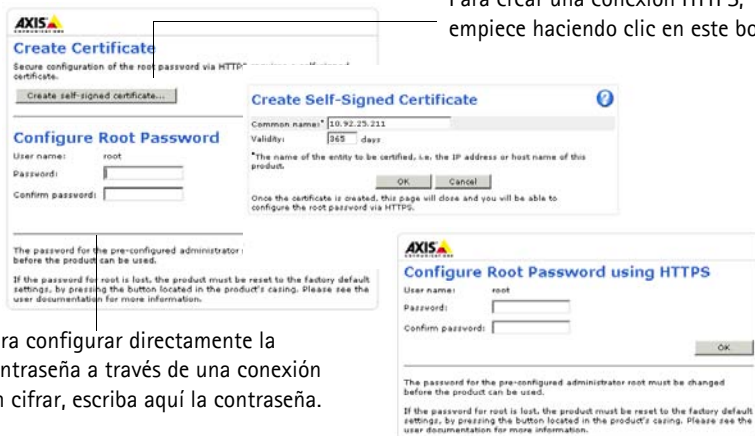 Para crear una conexión HTTPS,
empiece haciendo clic en este bo
AXIS
COMMUNICATIONS
Create Certificate
Secure configuration of the root password via HTTPS requires a self-signed
certificate.
Create self-signed certificate...
Configure Root Password
User name: root
Password:
Confirm password:
The password for the pre-configured administrator
before the product can be used.
If the password for root is lost, the product must be reset to the factory default
settings, by pressing the button located in the product's casing. Please see the
user documentation for more information.
Create Self-Signed Certificate
Common name:* 10.92.25.211
Validity: 365 days
*The name of the entity to be certified, i.e. the IP address or host name of this
product.
OK Cancel
Once the certificate is created, this page will close and you will be able to
configure the root password via HTTPS.
AXIS
COMMUNICATIONS
Configure Root Password using HTTPS
User name: root
Password:
Confirm password:
OK
The password for the pre-configured administrator root must be changed
before the product can be used.
If the password for root is lost, the product must be reset to the factory default
settings, by pressing the button located in the product's casing. Please see the
user documentation for more information.
ra configurar directamente la
ntraseña a través de una conexión
n cifrar, escriba aquí la contraseña.